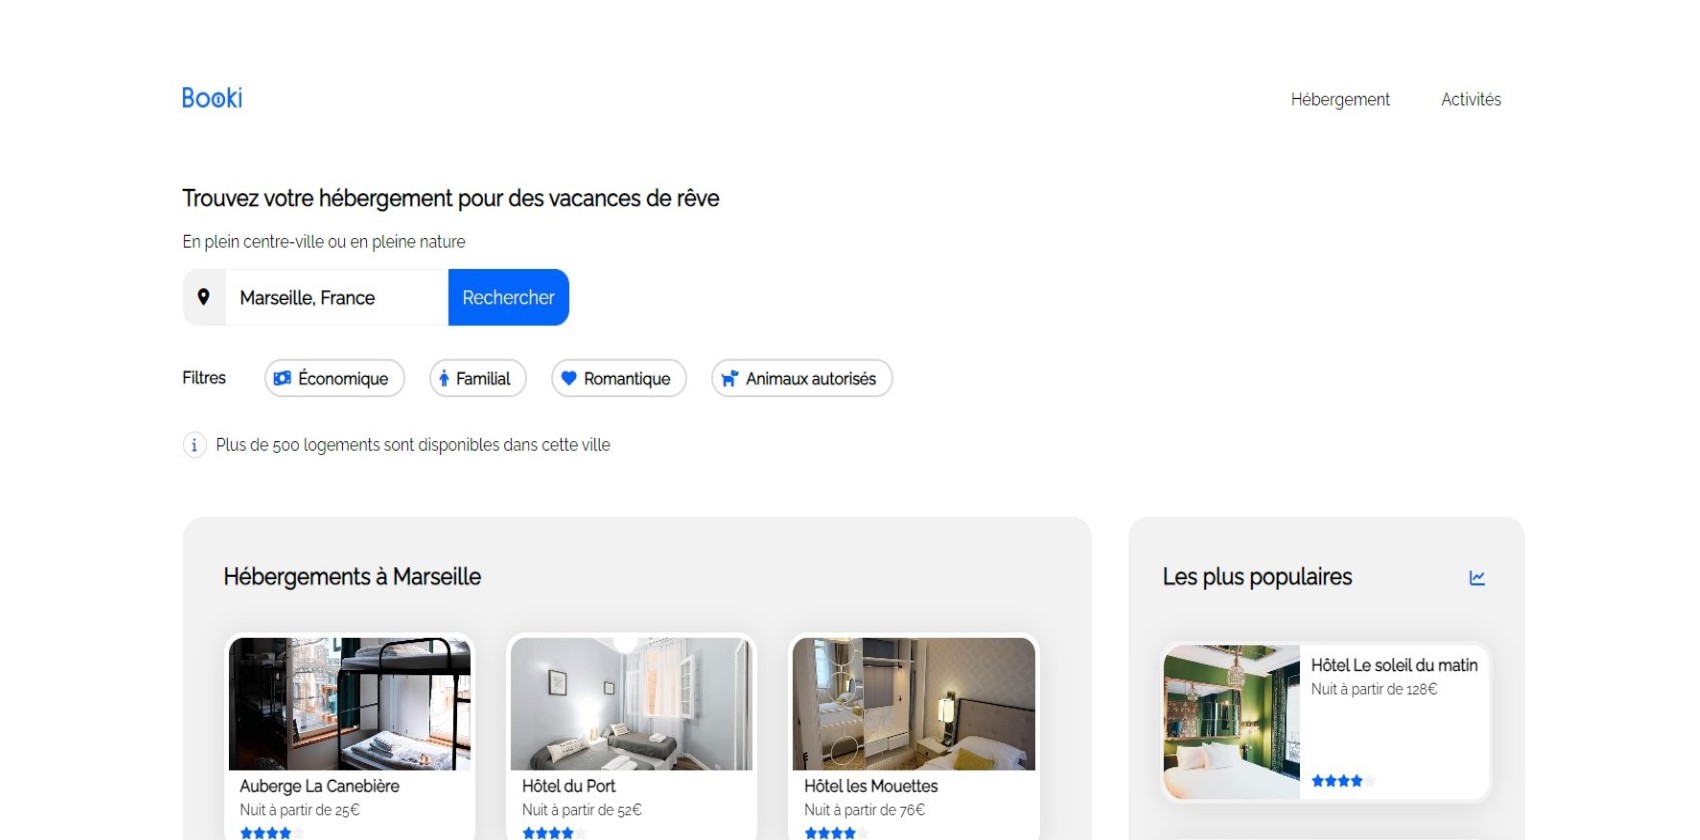 Booki
Hébergement
Activités
Trouvez votre hébergement pour des vacances de rêve
En plein centre-ville ou en pleine nature
Marseille, France
Rechercher
Filtres
Économique
Familial
Romantique
Animaux autorisés
Plus de 500 logements sont disponibles dans cette ville
Hébergements à Marseille
Auberge La Canebière
Nuit à partir de 25€
Hôtel du Port
Nuit à partir de 52€
Hôtel les Mouettes
Nuit à partir de 76€
Les plus populaires
Hôtel Le soleil du matin
Nuit à partir de 128€